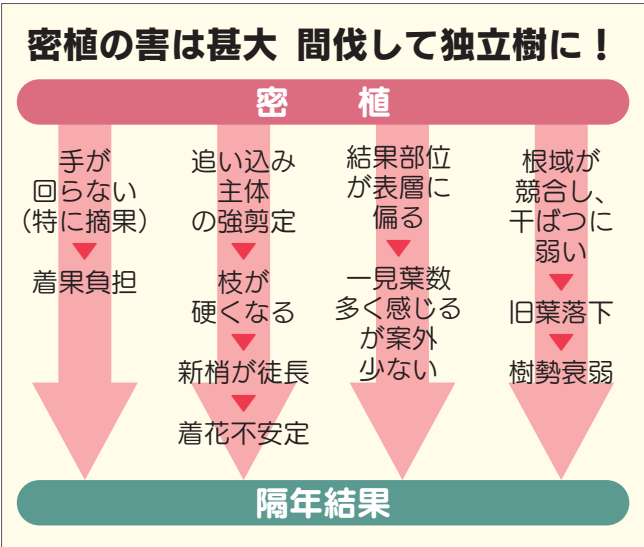 密植の害は甚大 間伐して独立樹に！
密 植
手が
回らない
（特に摘果）
▼
着果負担
追い込み
主体
の強剪定
▼
枝が
硬くなる
▼
新梢が徒長
▼
着花不安定
結果部位
が表層に
偏る
▼
一見葉数
多く感じる
が案外
少ない
根域が
競合し、
干ばつに
弱い
▼
旧葉落下
▼
樹勢衰弱
隔年結果